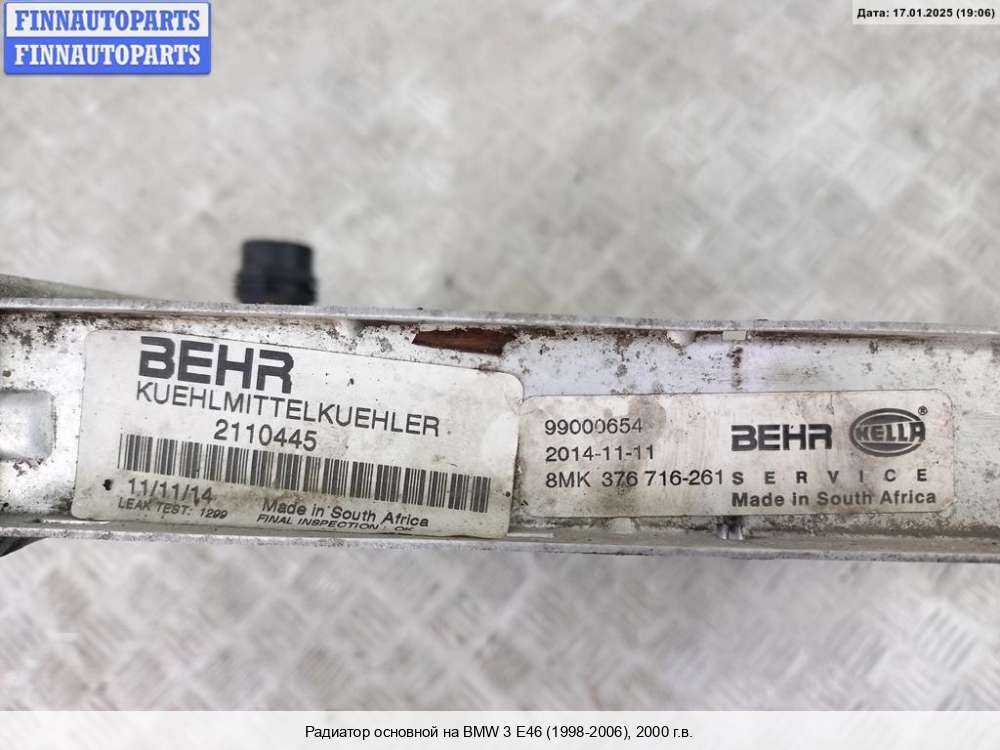 FINNAUTOPARTS
FINNAUTOPARTS
Дата: 17.01.2025 (19:06)
BEHR
KUEHLMITTELKUEHLER
2110445
11/11/14
LEAK TEST: 1299
Made in South Africa
FINAL INSPECTION OK
99000654
2014-11-11
8MK 376 716-261
BEHR HELLA®
SERVICE
Made in South Africa
Радиатор основной на BMW 3 E46 (1998-2006), 2000 г.в.